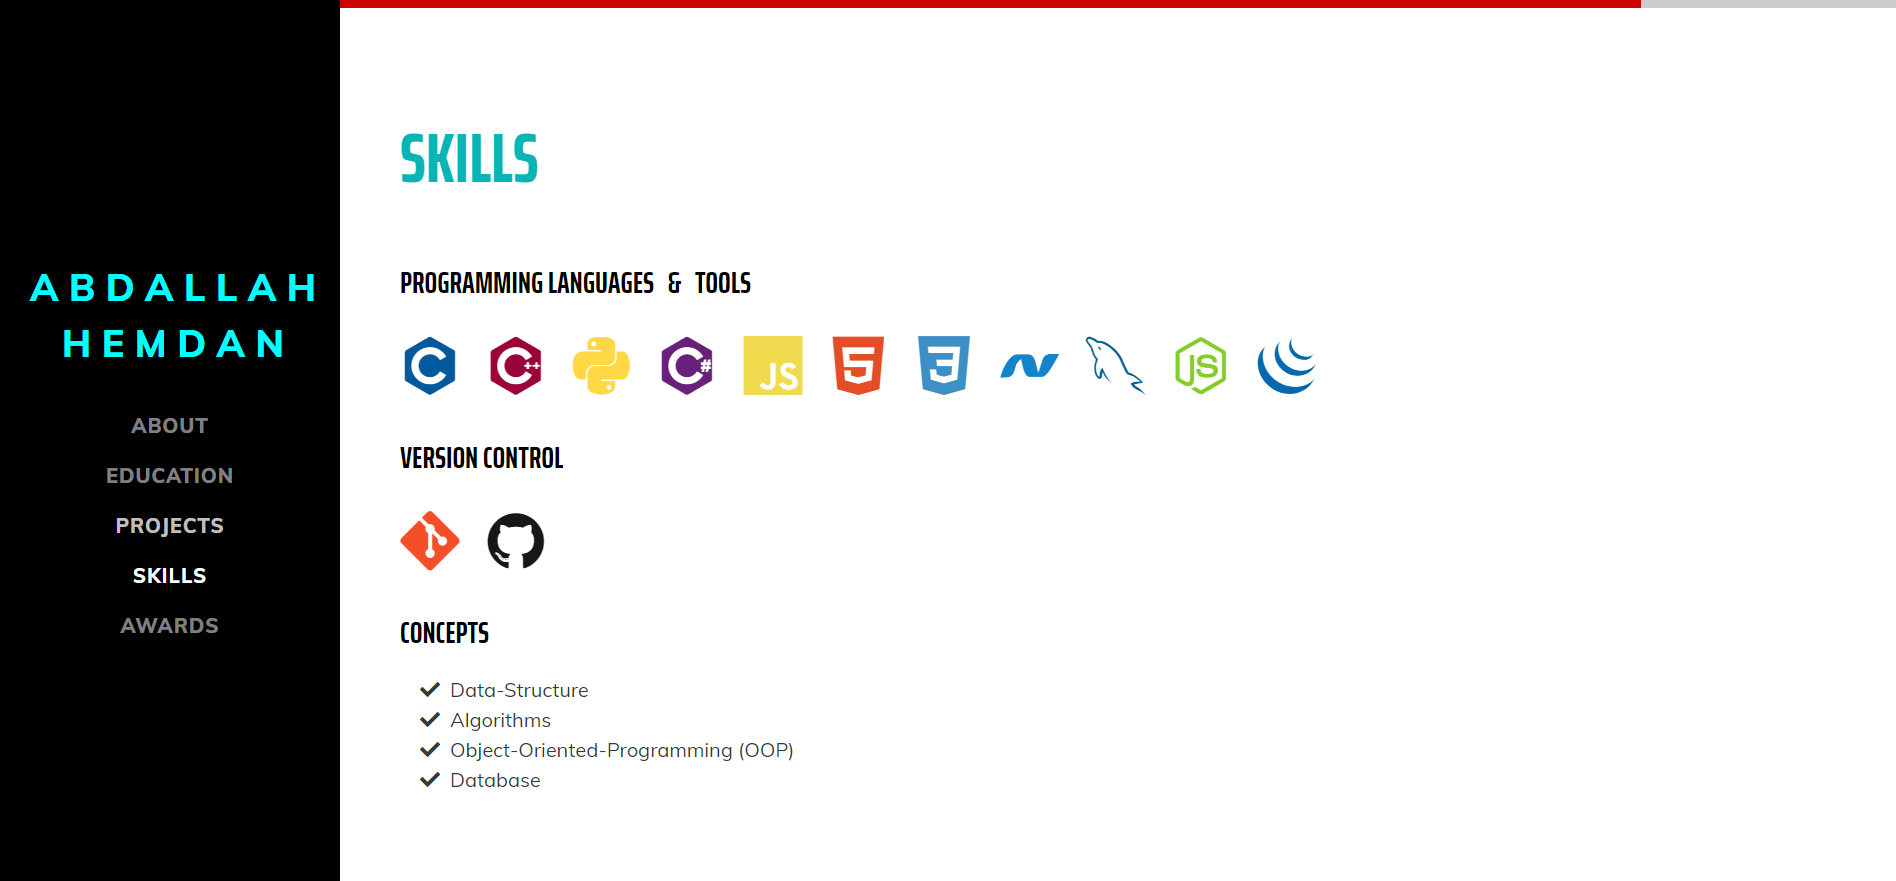 ABDALLAH
HEMDAN
ABOUT
EDUCATION
PROJECTS
SKILLS
AWARDS
SKILLS
PROGRAMMING LANGUAGES & TOOLS
C C++ C# JS 5 3 JS
VERSION CONTROL
CONCEPTS
Data-Structure
Algorithms
Object-Oriented-Programming (OOP)
Database